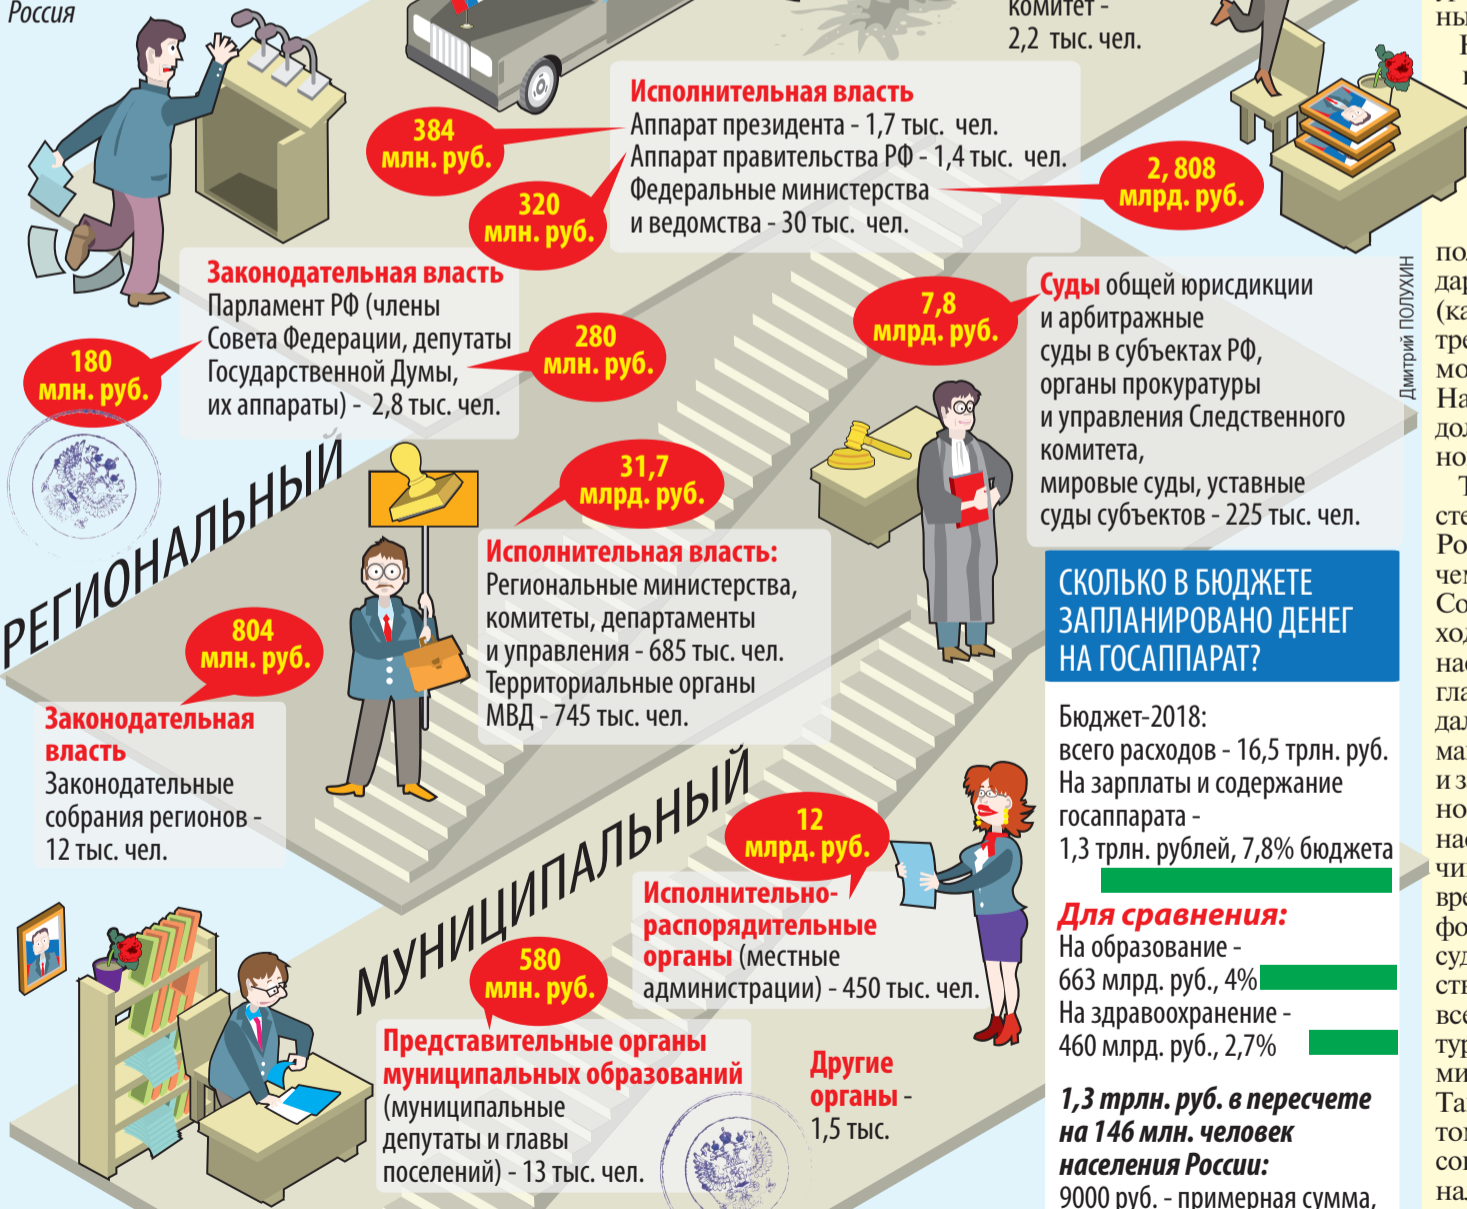 Россия
комитет -
2,2 тыс. чел.
Исполнительная власть
Аппарат президента - 1,7 тыс. чел.
Аппарат правительства РФ - 1,4 тыс. чел.
Федеральные министерства
и ведомства - 30 тыс. чел.
384
млн. руб.
320
млн. руб.
2, 808
млрд. руб.
Законодательная власть
Парламент РФ (члены
Совета Федерации, депутаты
Государственной Думы,
их аппараты) - 2,8 тыс. чел.
180
млн. руб.
280
млн. руб.
7,8
млрд. руб.
Суды общей юрисдикции
и арбитражные
суды в субъектах РФ,
органы прокуратуры
и управления Следственного
комитета,
мировые суды, уставные
суды субъектов - 225 тыс. чел.
Дмитрий ПОЛУХИН
РЕГИОНАЛЬНЫЙ
31,7
млрд. руб.
Исполнительная власть:
Региональные министерства,
комитеты, департаменты
и управления - 685 тыс. чел.
Территориальные органы
МВД - 745 тыс. чел.
804
млн. руб.
Законодательная
власть
Законодательные
собрания регионов -
12 тыс. чел.
МУНИЦИПАЛЬНЫЙ
12
млрд. руб.
Исполнительно-
распорядительные
органы (местные
администрации) - 450 тыс. чел.
580
млн. руб.
Представительные органы
муниципальных образований
(муниципальные
депутаты и главы
поселений) - 13 тыс. чел.
Другие
органы -
1,5 тыс.
СКОЛЬКО В БЮДЖЕТЕ
ЗАПЛАНИРОВАНО ДЕНЕГ
НА ГОСАППАРАТ?
Бюджет-2018:
всего расходов - 16,5 трлн. руб.
На зарплаты и содержание
госаппарата -
1,3 трлн. рублей, 7,8% бюджета
Для сравнения:
На образование -
663 млрд. руб., 4%
На здравоохранение -
460 млрд. руб., 2,7%
1,3 трлн. руб. в пересчете
на 146 млн. человек
населения России:
9000 руб. - примерная сумма,